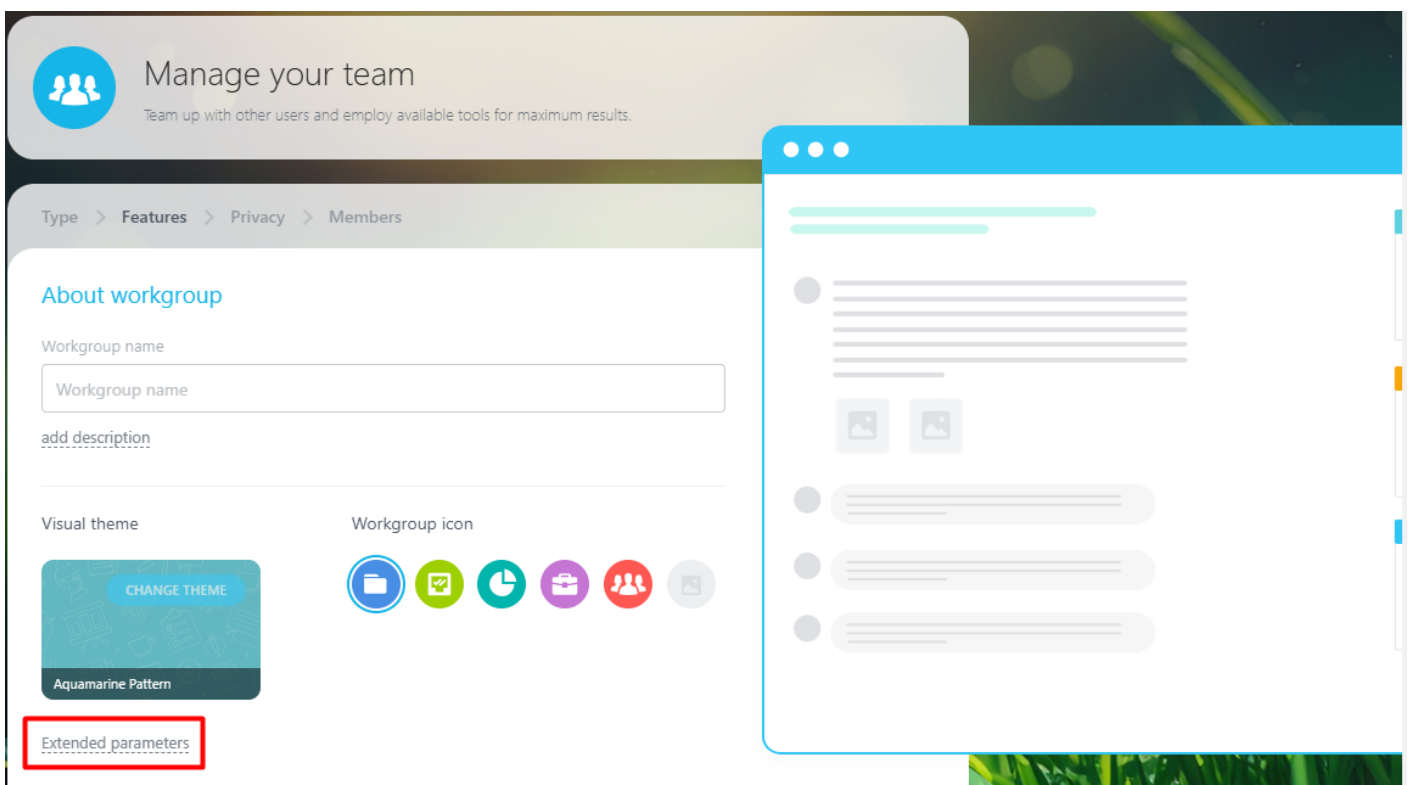 Manage your team
Team up with other users and employ available tools for maximum results.
Type > Features > Privacy > Members
About workgroup
Workgroup name
Workgroup name
add description
Visual theme
Workgroup icon
CHANGE THEME
Aquamarine Pattern
Extended parameters